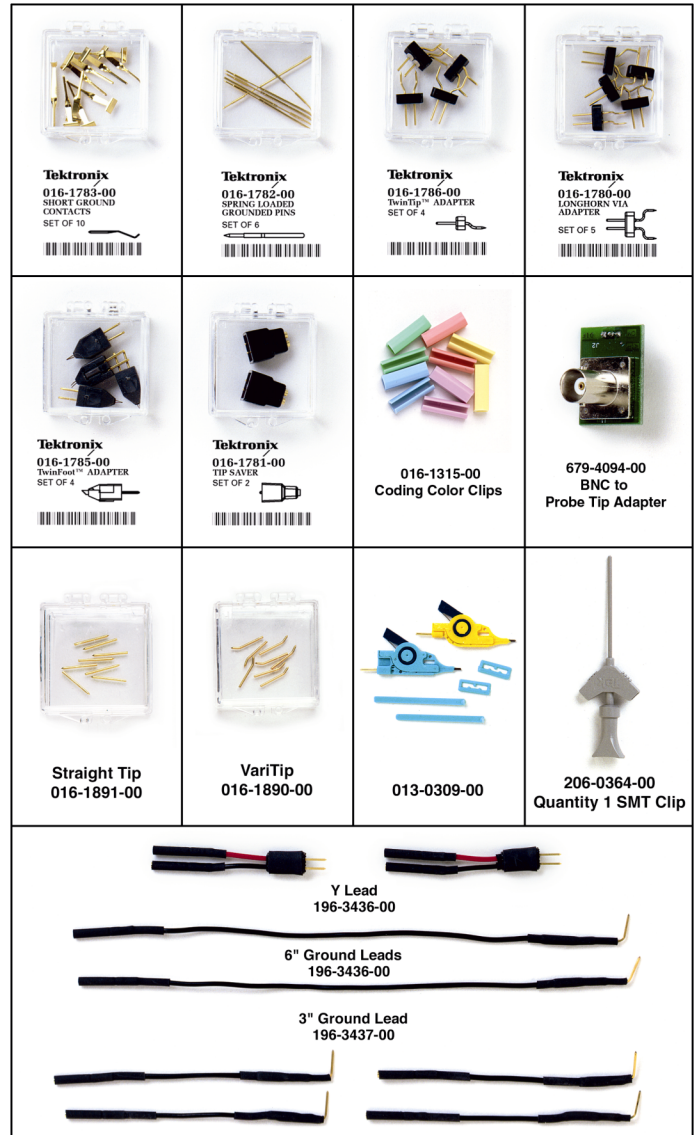 Tektronix
016-1783-00
SHORT GROUND
CONTACTS
SET OF 10
Tektronix
016-1782-00
SPRING LOADED
GROUNDED PINS
SET OF 6
Tektronix
016-1786-00
TwinTip™ ADAPTER
SET OF 4
Tektronix
016-1780-00
LONGHORN VIA
ADAPTER
SET OF 5
Tektronix
016-1785-00
TwinFoot™ ADAPTER
SET OF 4
Tektronix
016-1781-00
TIP SAVER
SET OF 2
016-1315-00
Coding Color Clips
679-4094-00
BNC to
Probe Tip Adapter
Straight Tip
016-1891-00
VariTip
016-1890-00
013-0309-00
206-0364-00
Quantity 1 SMT Clip
Y Lead
196-3436-00
6" Ground Leads
196-3436-00
3" Ground Lead
196-3437-00